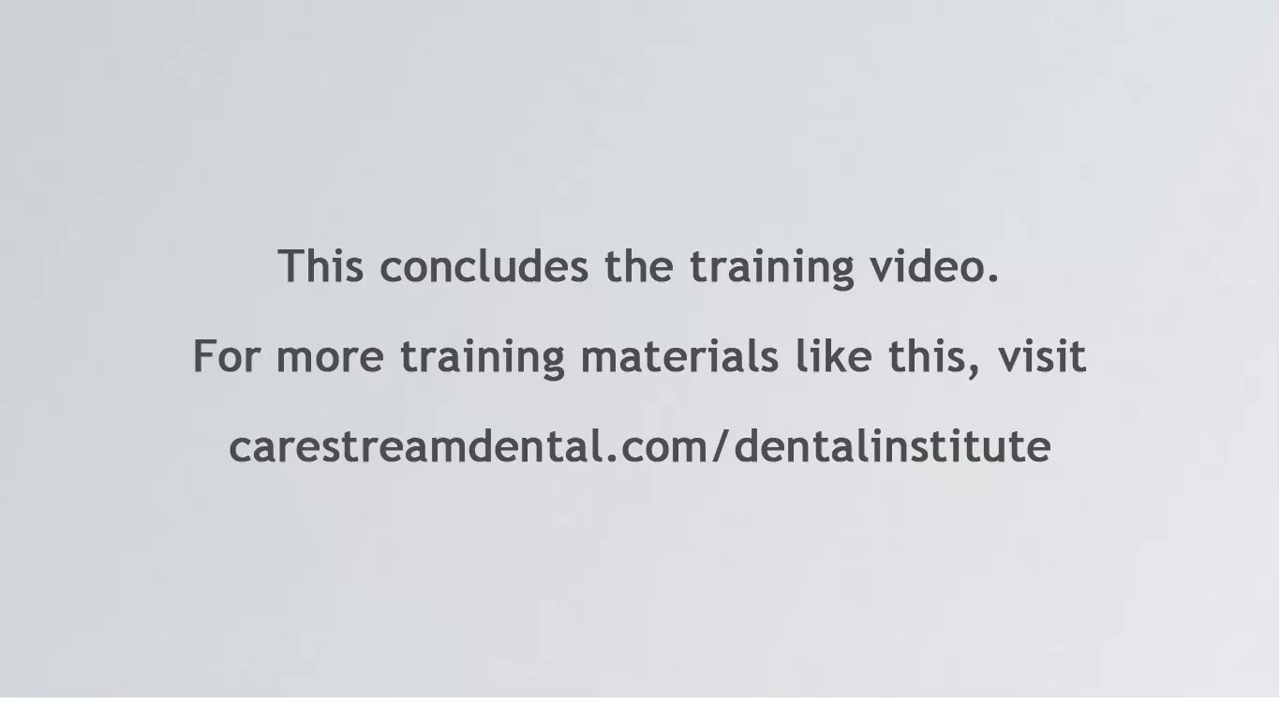 This concludes the training video.
For more training materials like this, visit
carestreamdental.com/dentalinstitute